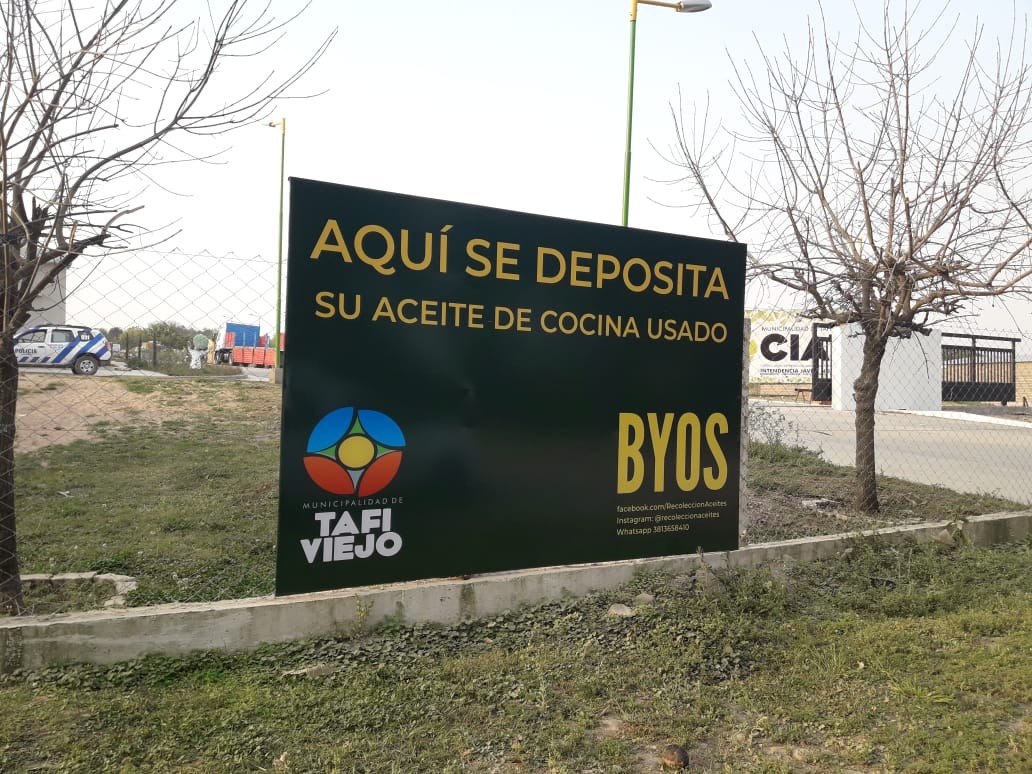 AQUÍ SE DEPOSITA
SU ACEITE DE COCINA USADO
MUNICIPALIDAD DE
TAFI
VIEJO
BYOS
facebook.com/RecoleccionAceites
Instagram: @recoleccionaceites
Whatsapp 3813658410
POLICIA
MUNICIPALIDAD
CIA
INTENDENCIA